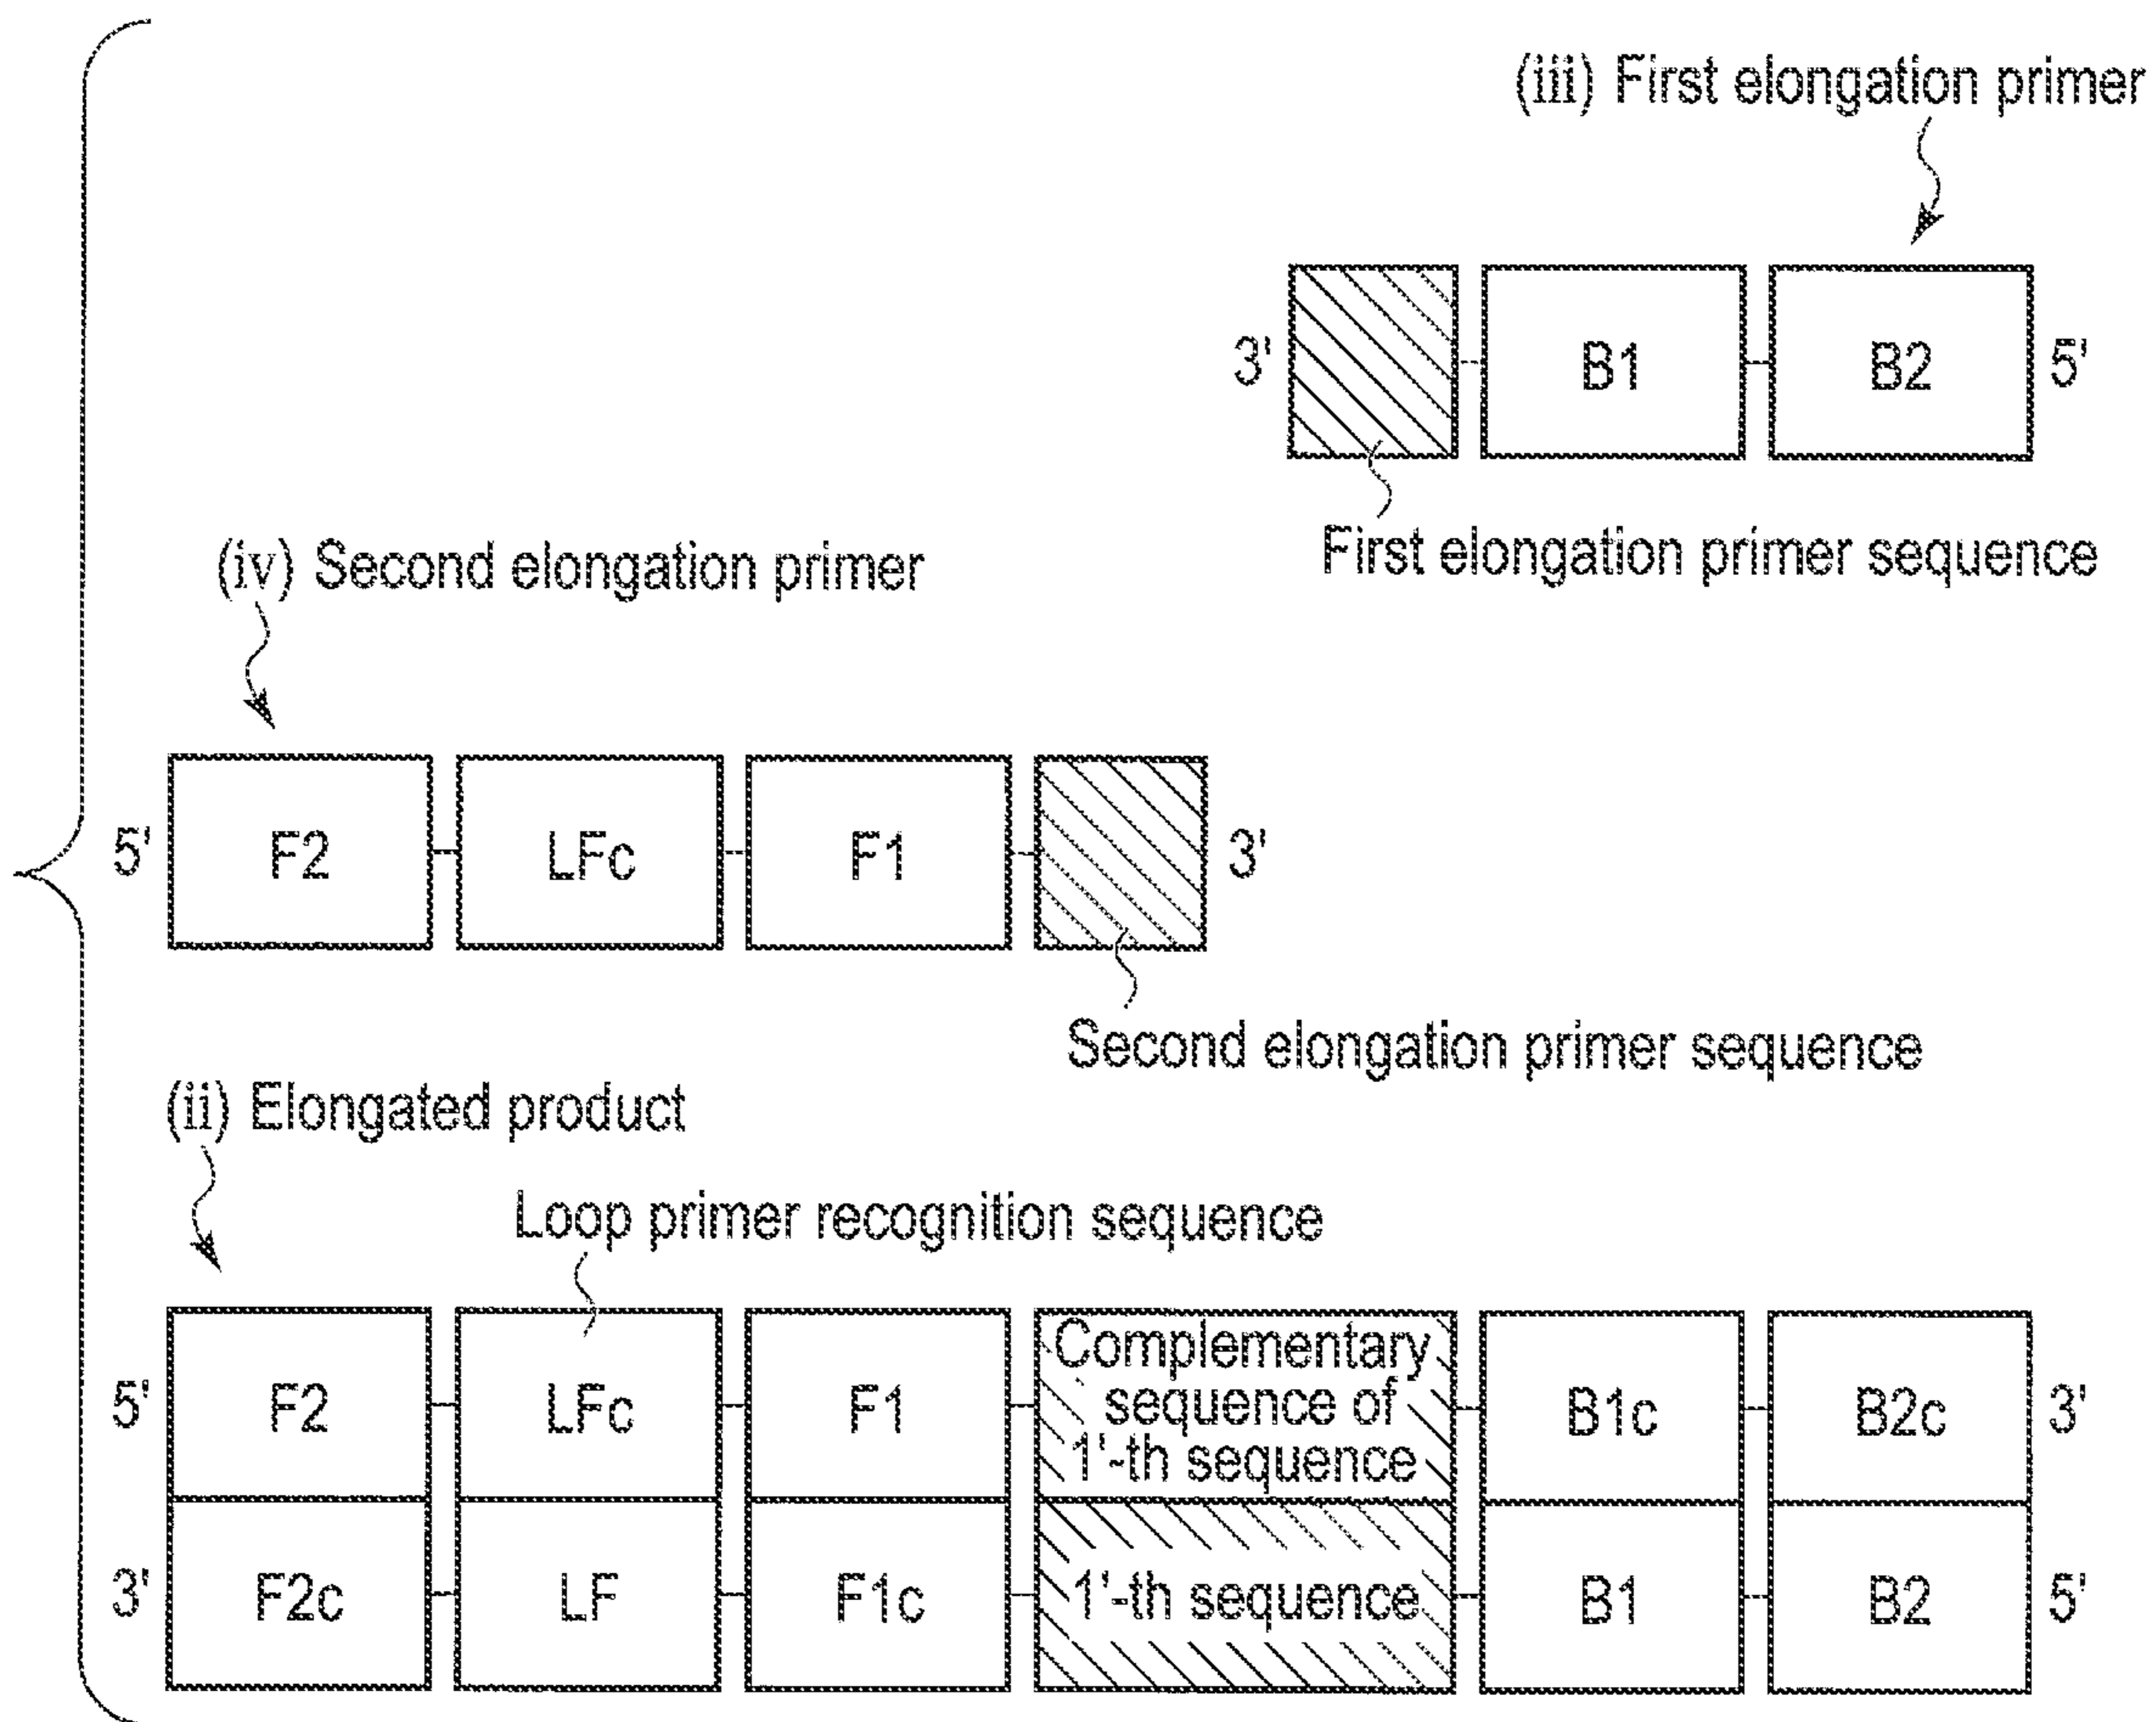 (iii) First elongation primer
3' B1 B2 5'
First elongation primer sequence
(iv) Second elongation primer
5' F2 LFc F1 3'
Second elongation primer sequence
(ii) Elongated product
Loop primer recognition sequence
5' F2 LFc F1 Complementary
sequence of
1'-th sequence B1c B2c 3'
3' F2c LF F1c 1'-th sequence B1 B2 5'